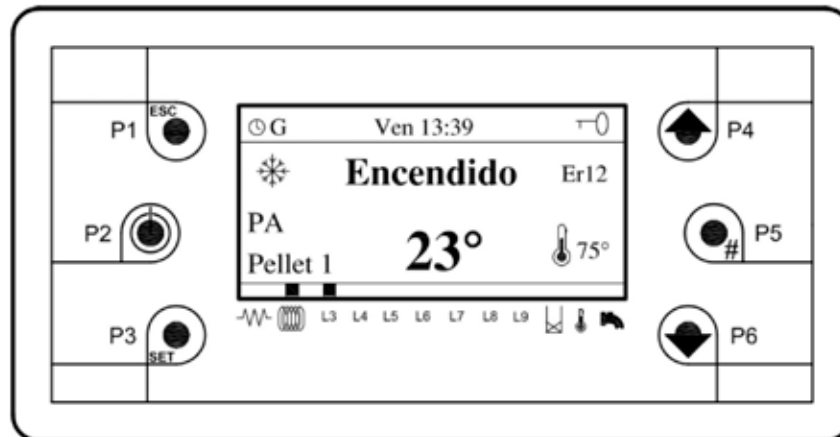 ESC
P1
P2
P3
SET
G Ven 13:39
Encendido Er12
PA
23°
75°
Pellet 1
L3 L4 L5 L6 L7 L8 L9
P4
P5
#
P6